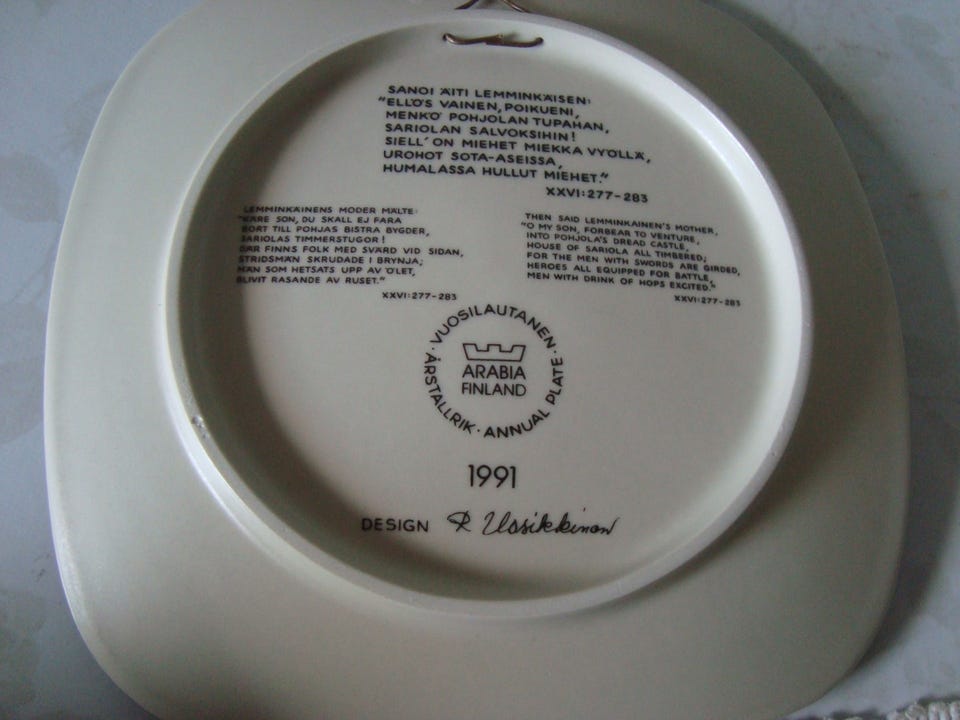 SANOI ÄITI LEMMINKÄISEN:
"ELLÖS VAINEN, POIKUENI,
MENKÖ POHJOLAN TUPAHAN,
SARIOLAN SALVOKSIHIN!
SIELL' ON MIEHET MIEKKA VYÖLLÄ,
UROHOT SOTA-ASEISSA,
HUMALASSA HULLUT MIEHET."
XXVI:277-283
LEMMINKÄINENS MODER MÄLTE:
"KÄRE SON, DU SKALL EJ FARA
BORT TILL POHJAS BISTRA BYGDER,
SARIOLAS TIMMERSTUGOR!
DÄR FINNS FOLK MED SVÄRD VID SIDAN,
STRIDSMÄN SKRUDADE I BRYNJA;
MÄN SOM HETSATS UPP AV ÖLET,
BLIVIT RASANDE AV RUSET."
XXVI:277-283
THEN SAID LEMMINKAINEN'S MOTHER,
"O MY SON, FORBEAR TO VENTURE,
INTO POHJOLA'S DREAD CASTLE,
HOUSE OF SARIOLA ALL TIMBERED;
FOR THE MEN WITH SWORDS ARE GIRDED,
HEROES ALL EQUIPPED FOR BATTLE,
MEN WITH DRINK OF HOPS EXCITED."
XXVI:277-283
· VUOSILAUTANEN ·
ARABIA
FINLAND
ÅRSTALLRIK · ANNUAL PLATE
1991
DESIGN R Uosikkinen